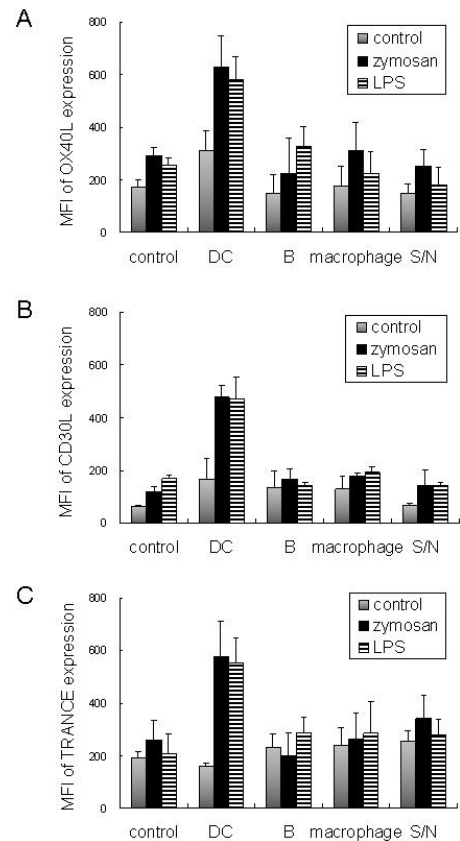 A
MFI of OX40L expression
800
600
400
200
0
control
zymosan
LPS
control DC B macrophage S/N
B
MFI of CD30L expression
800
600
400
200
0
control
zymosan
LPS
control DC B macrophage S/N
C
MFI of TRANCE expression
800
600
400
200
0
control
zymosan
LPS
control DC B macrophage S/N